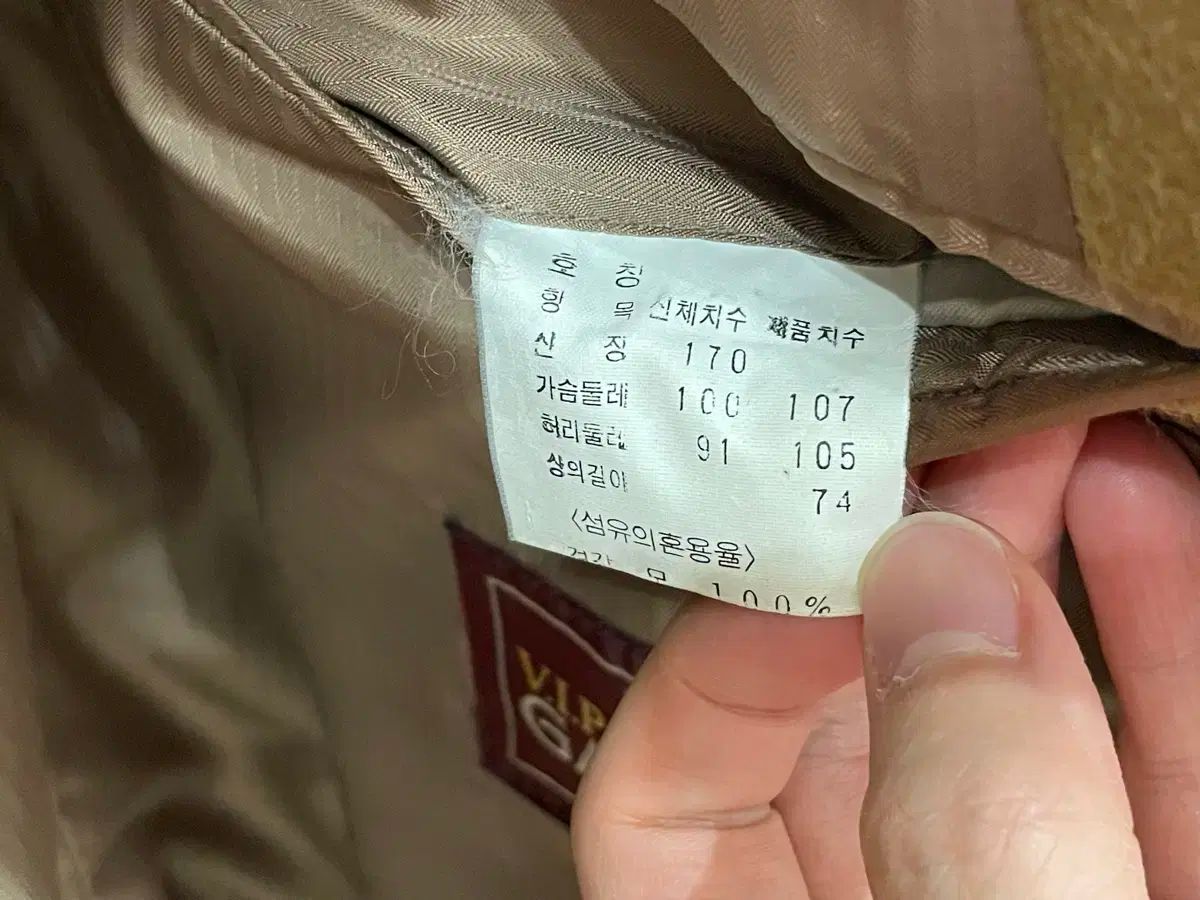 호 칭
항 목 신체치수 제품치수
신 장 170
가슴둘레 100 107
허리둘레 91 105
상의길이 74
〈섬유의혼용율〉
겉감 모 100%
V.I.P